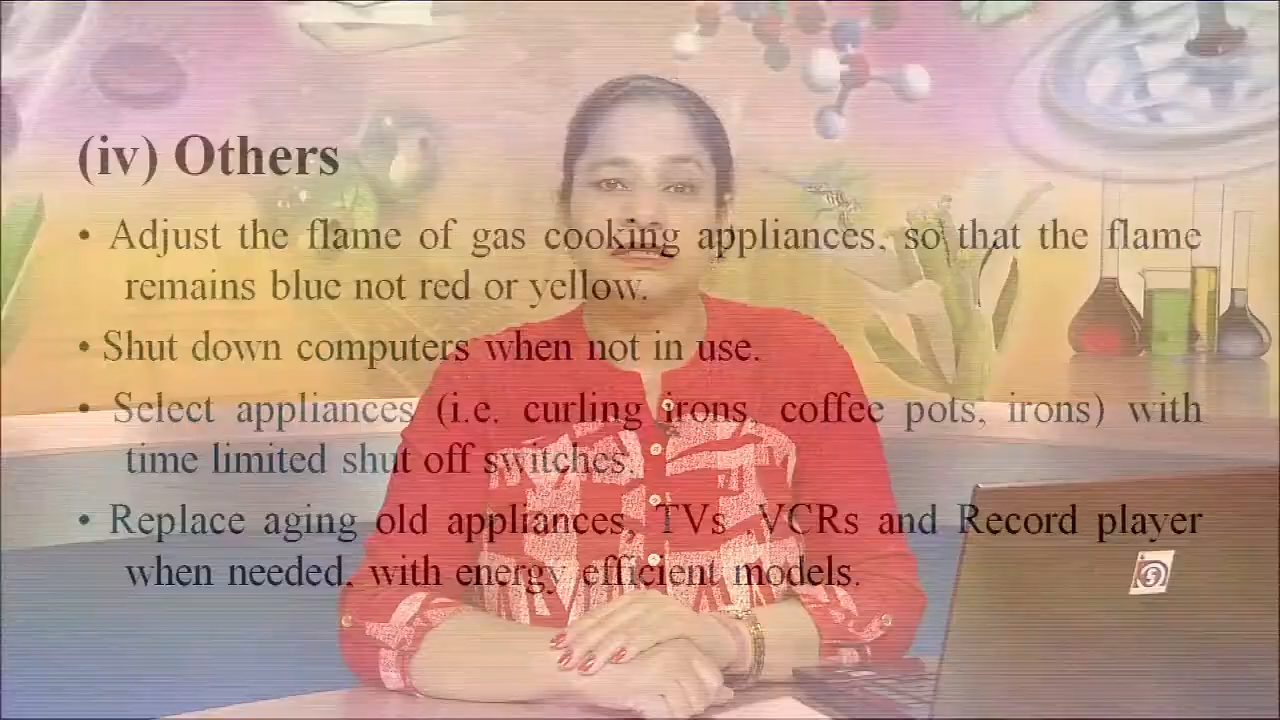 (iv) Others
• Adjust the flame of gas cooking appliances, so that the flame
remains blue not red or yellow.
• Shut down computers when not in use.
• Select appliances (i.e. curling irons, coffee pots, irons) with
time limited shut off switches.
• Replace aging old appliances, TVs, VCRs and Record player
when needed, with energy efficient models.